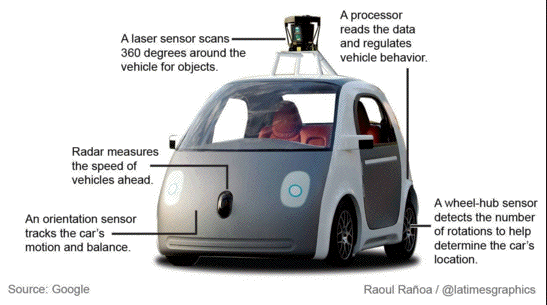 A laser sensor scans
360 degrees around the
vehicle for objects.
A processor
reads the data
and regulates
vehicle behavior.
Radar measures
the speed of
vehicles ahead.
An orientation sensor
tracks the car's
motion and balance.
A wheel-hub sensor
detects the number
of rotations to help
determine the car's
location.
Source: Google
Raoul Rañoa / @latimesgraphics